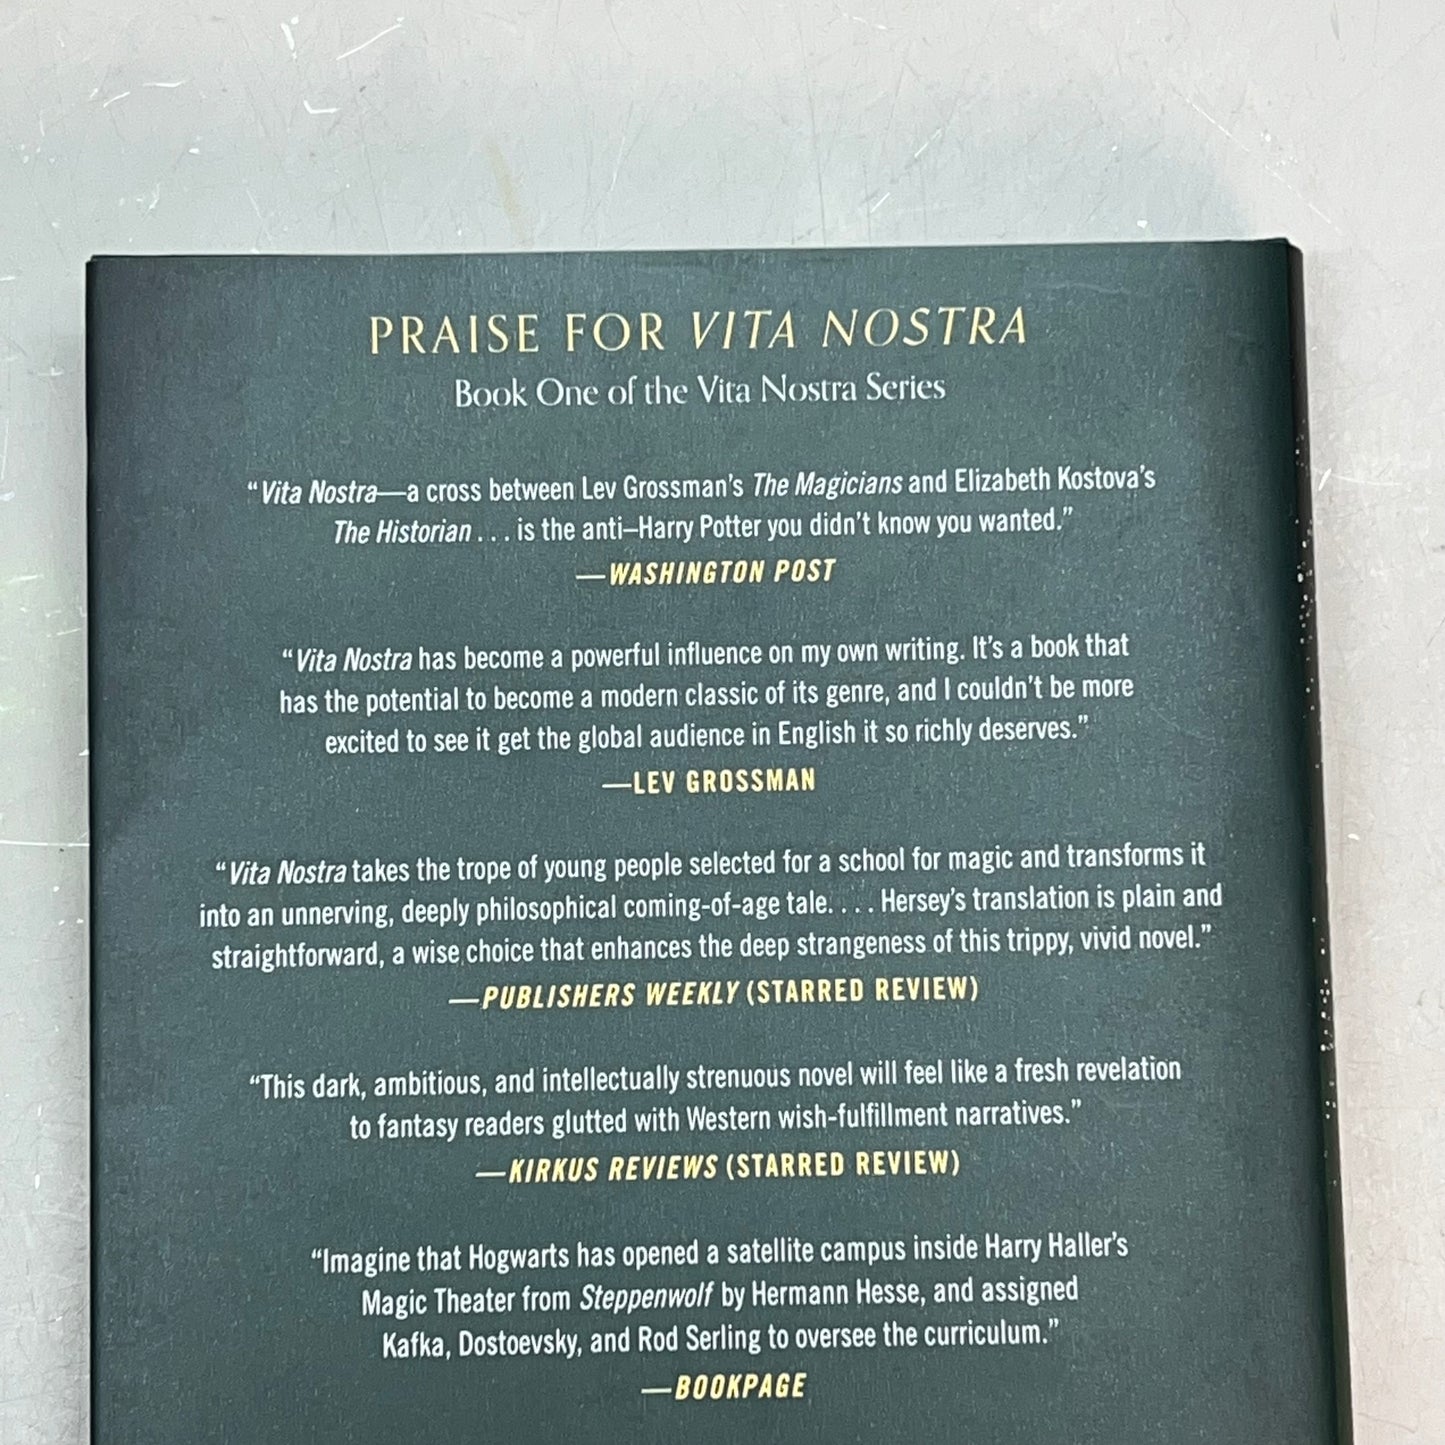 PRAISE FOR VITA NOSTRA
Book One of the Vita Nostra Series
“Vita Nostra—a cross between Lev Grossman’s The Magicians and Elizabeth Kostova’s
The Historian . . . is the anti–Harry Potter you didn’t know you wanted.”
—WASHINGTON POST
“Vita Nostra has become a powerful influence on my own writing. It’s a book that
has the potential to become a modern classic of its genre, and I couldn’t be more
excited to see it get the global audience in English it so richly deserves.”
—LEV GROSSMAN
“Vita Nostra takes the trope of young people selected for a school for magic and transforms it
into an unnerving, deeply philosophical coming-of-age tale. . . . Hersey’s translation is plain and
straightforward, a wise choice that enhances the deep strangeness of this trippy, vivid novel.”
—PUBLISHERS WEEKLY (STARRED REVIEW)
“This dark, ambitious, and intellectually strenuous novel will feel like a fresh revelation
to fantasy readers glutted with Western wish-fulfillment narratives.”
—KIRKUS REVIEWS (STARRED REVIEW)
“Imagine that Hogwarts has opened a satellite campus inside Harry Haller’s
Magic Theater from Steppenwolf by Hermann Hesse, and assigned
Kafka, Dostoevsky, and Rod Serling to oversee the curriculum.”
—BOOKPAGE